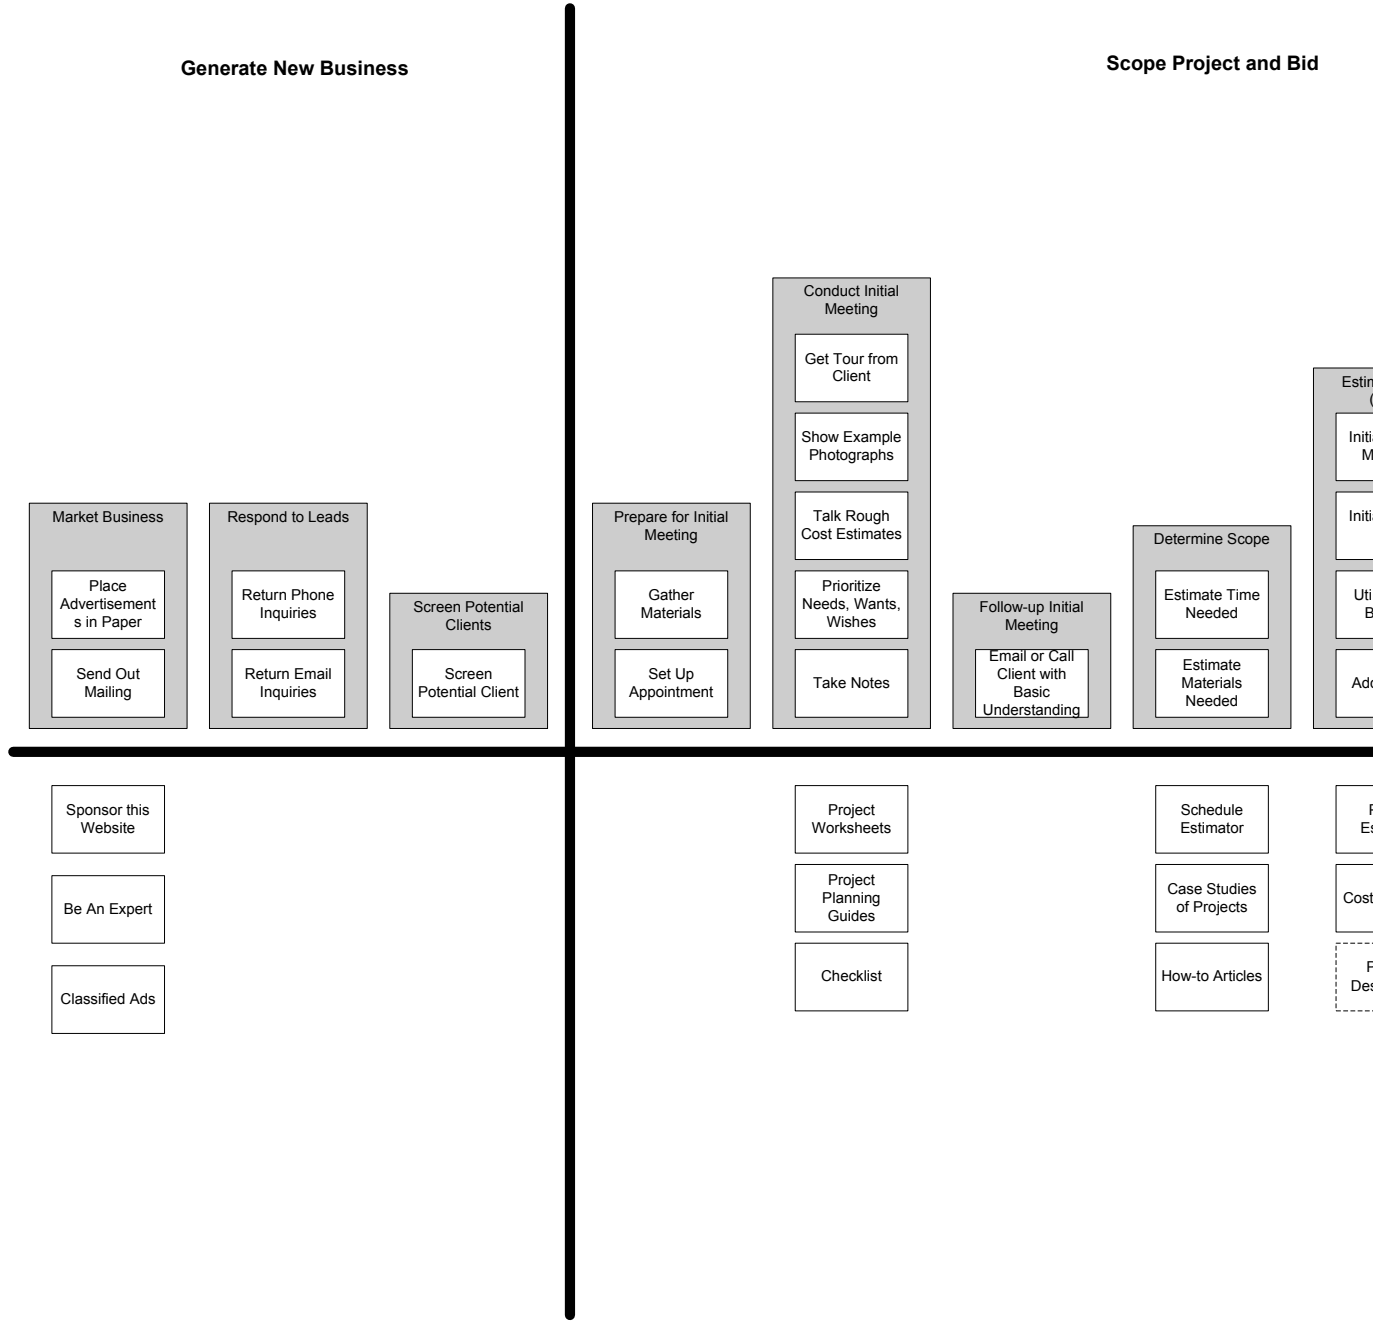 Generate New Business
Scope Project and Bid
Market Business
Place
Advertisement
s in Paper
Send Out
Mailing
Respond to Leads
Return Phone
Inquiries
Return Email
Inquiries
Screen Potential
Clients
Screen
Potential Client
Prepare for Initial
Meeting
Gather
Materials
Set Up
Appointment
Conduct Initial
Meeting
Get Tour from
Client
Show Example
Photographs
Talk Rough
Cost Estimates
Prioritize
Needs, Wants,
Wishes
Take Notes
Follow-up Initial
Meeting
Email or Call
Client with
Basic
Understanding
Determine Scope
Estimate Time
Needed
Estimate
Materials
Needed
Sponsor this
Website
Be An Expert
Classified Ads
Project
Worksheets
Project
Planning
Guides
Checklist
Schedule
Estimator
Case Studies
of Projects
How-to Articles
Cost